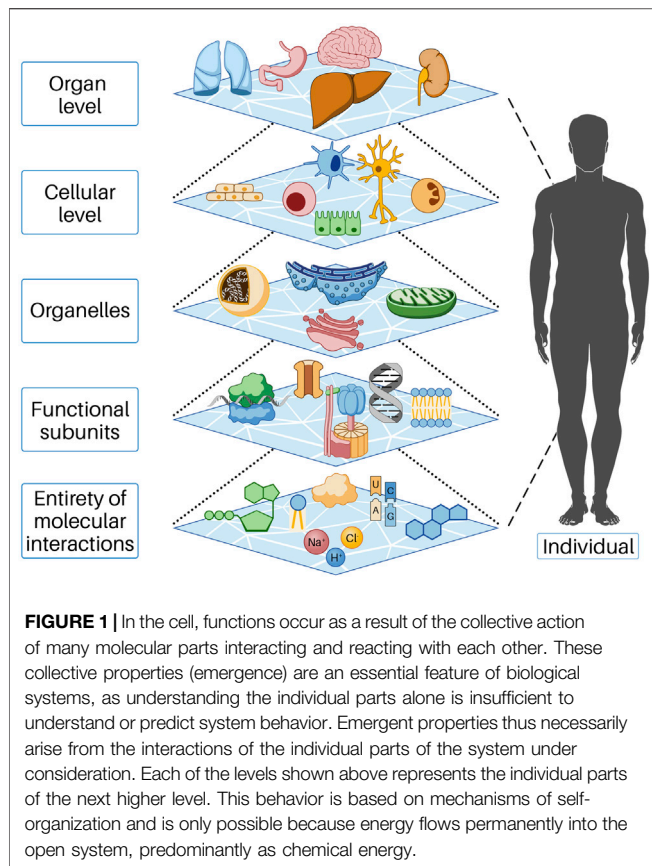 Organ
level
Cellular
level
Organelles
Functional
subunits
Entirety of
molecular
interactions
U
C
A
G
Na⁺
Cl⁻
H⁺
Individual
FIGURE 1 | In the cell, functions occur as a result of the collective action
of many molecular parts interacting and reacting with each other. These
collective properties (emergence) are an essential feature of biological
systems, as understanding the individual parts alone is insufficient to
understand or predict system behavior. Emergent properties thus necessarily
arise from the interactions of the individual parts of the system under
consideration. Each of the levels shown above represents the individual parts
of the next higher level. This behavior is based on mechanisms of self-
organization and is only possible because energy flows permanently into the
open system, predominantly as chemical energy.